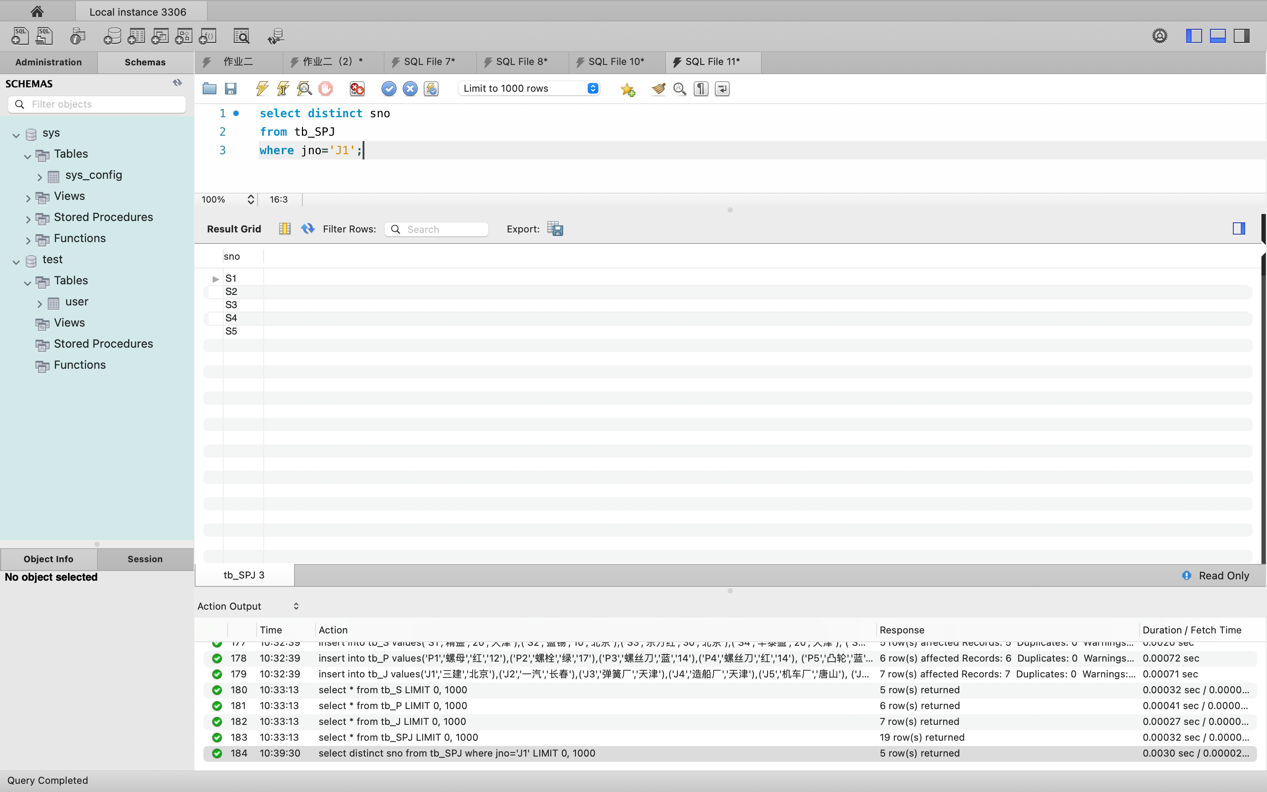 Local instance 3306
Administration Schemas 作业二 作业二（2）* SQL File 7* SQL File 8* SQL File 10* SQL File 11*
SCHEMAS
Filter objects
Limit to 1000 rows
sys
Tables
sys_config
Views
Stored Procedures
Functions
test
Tables
user
Views
Stored Procedures
Functions
1 select distinct sno
2 from tb_SPJ
3 where jno='J1';
100% 16:3
Result Grid Filter Rows: Search Export:
sno
S1
S2
S3
S4
S5
Object Info Session
No object selected
tb_SPJ 3 Read Only
Action Output
Time Action Response Duration / Fetch Time
178 10:32:39 insert into tb_P values('P1','螺母','红','12'),('P2','螺栓','绿','17'),('P3','螺丝刀','蓝','14'),('P4','螺丝刀','红','14'), ('P5','凸轮','蓝'... 6 row(s) affected Records: 6 Duplicates: 0 Warnings... 0.00072 sec
179 10:32:39 insert into tb_J values('J1','三建','北京'),('J2','一汽','长春'),('J3','弹簧厂','天津'),('J4','造船厂','天津'),('J5','机车厂','唐山'), ('J... 7 row(s) affected Records: 7 Duplicates: 0 Warnings:... 0.00071 sec
180 10:33:13 select * from tb_S LIMIT 0, 1000 5 row(s) returned 0.00032 sec / 0.0000...
181 10:33:13 select * from tb_P LIMIT 0, 1000 6 row(s) returned 0.00041 sec / 0.0000...
182 10:33:13 select * from tb_J LIMIT 0, 1000 7 row(s) returned 0.00027 sec / 0.0000...
183 10:33:13 select * from tb_SPJ LIMIT 0, 1000 19 row(s) returned 0.00032 sec / 0.0000...
184 10:39:30 select distinct sno from tb_SPJ where jno='J1' LIMIT 0, 1000 5 row(s) returned 0.0030 sec / 0.00002...
Query Completed